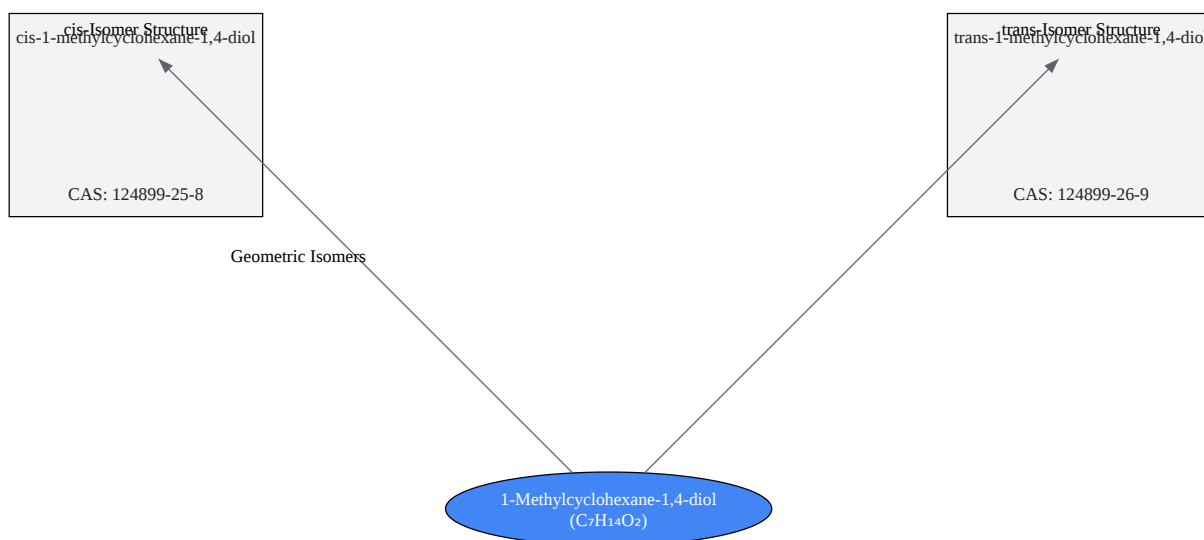 cis-Isomer Structure
cis-1-methylcyclohexane-1,4-diol
CAS: 124899-25-8
trans-Isomer Structure
trans-1-methylcyclohexane-1,4-diol
CAS: 124899-26-9
Geometric Isomers
1-Methylcyclohexane-1,4-diol
(C₇H₁₄O₂)